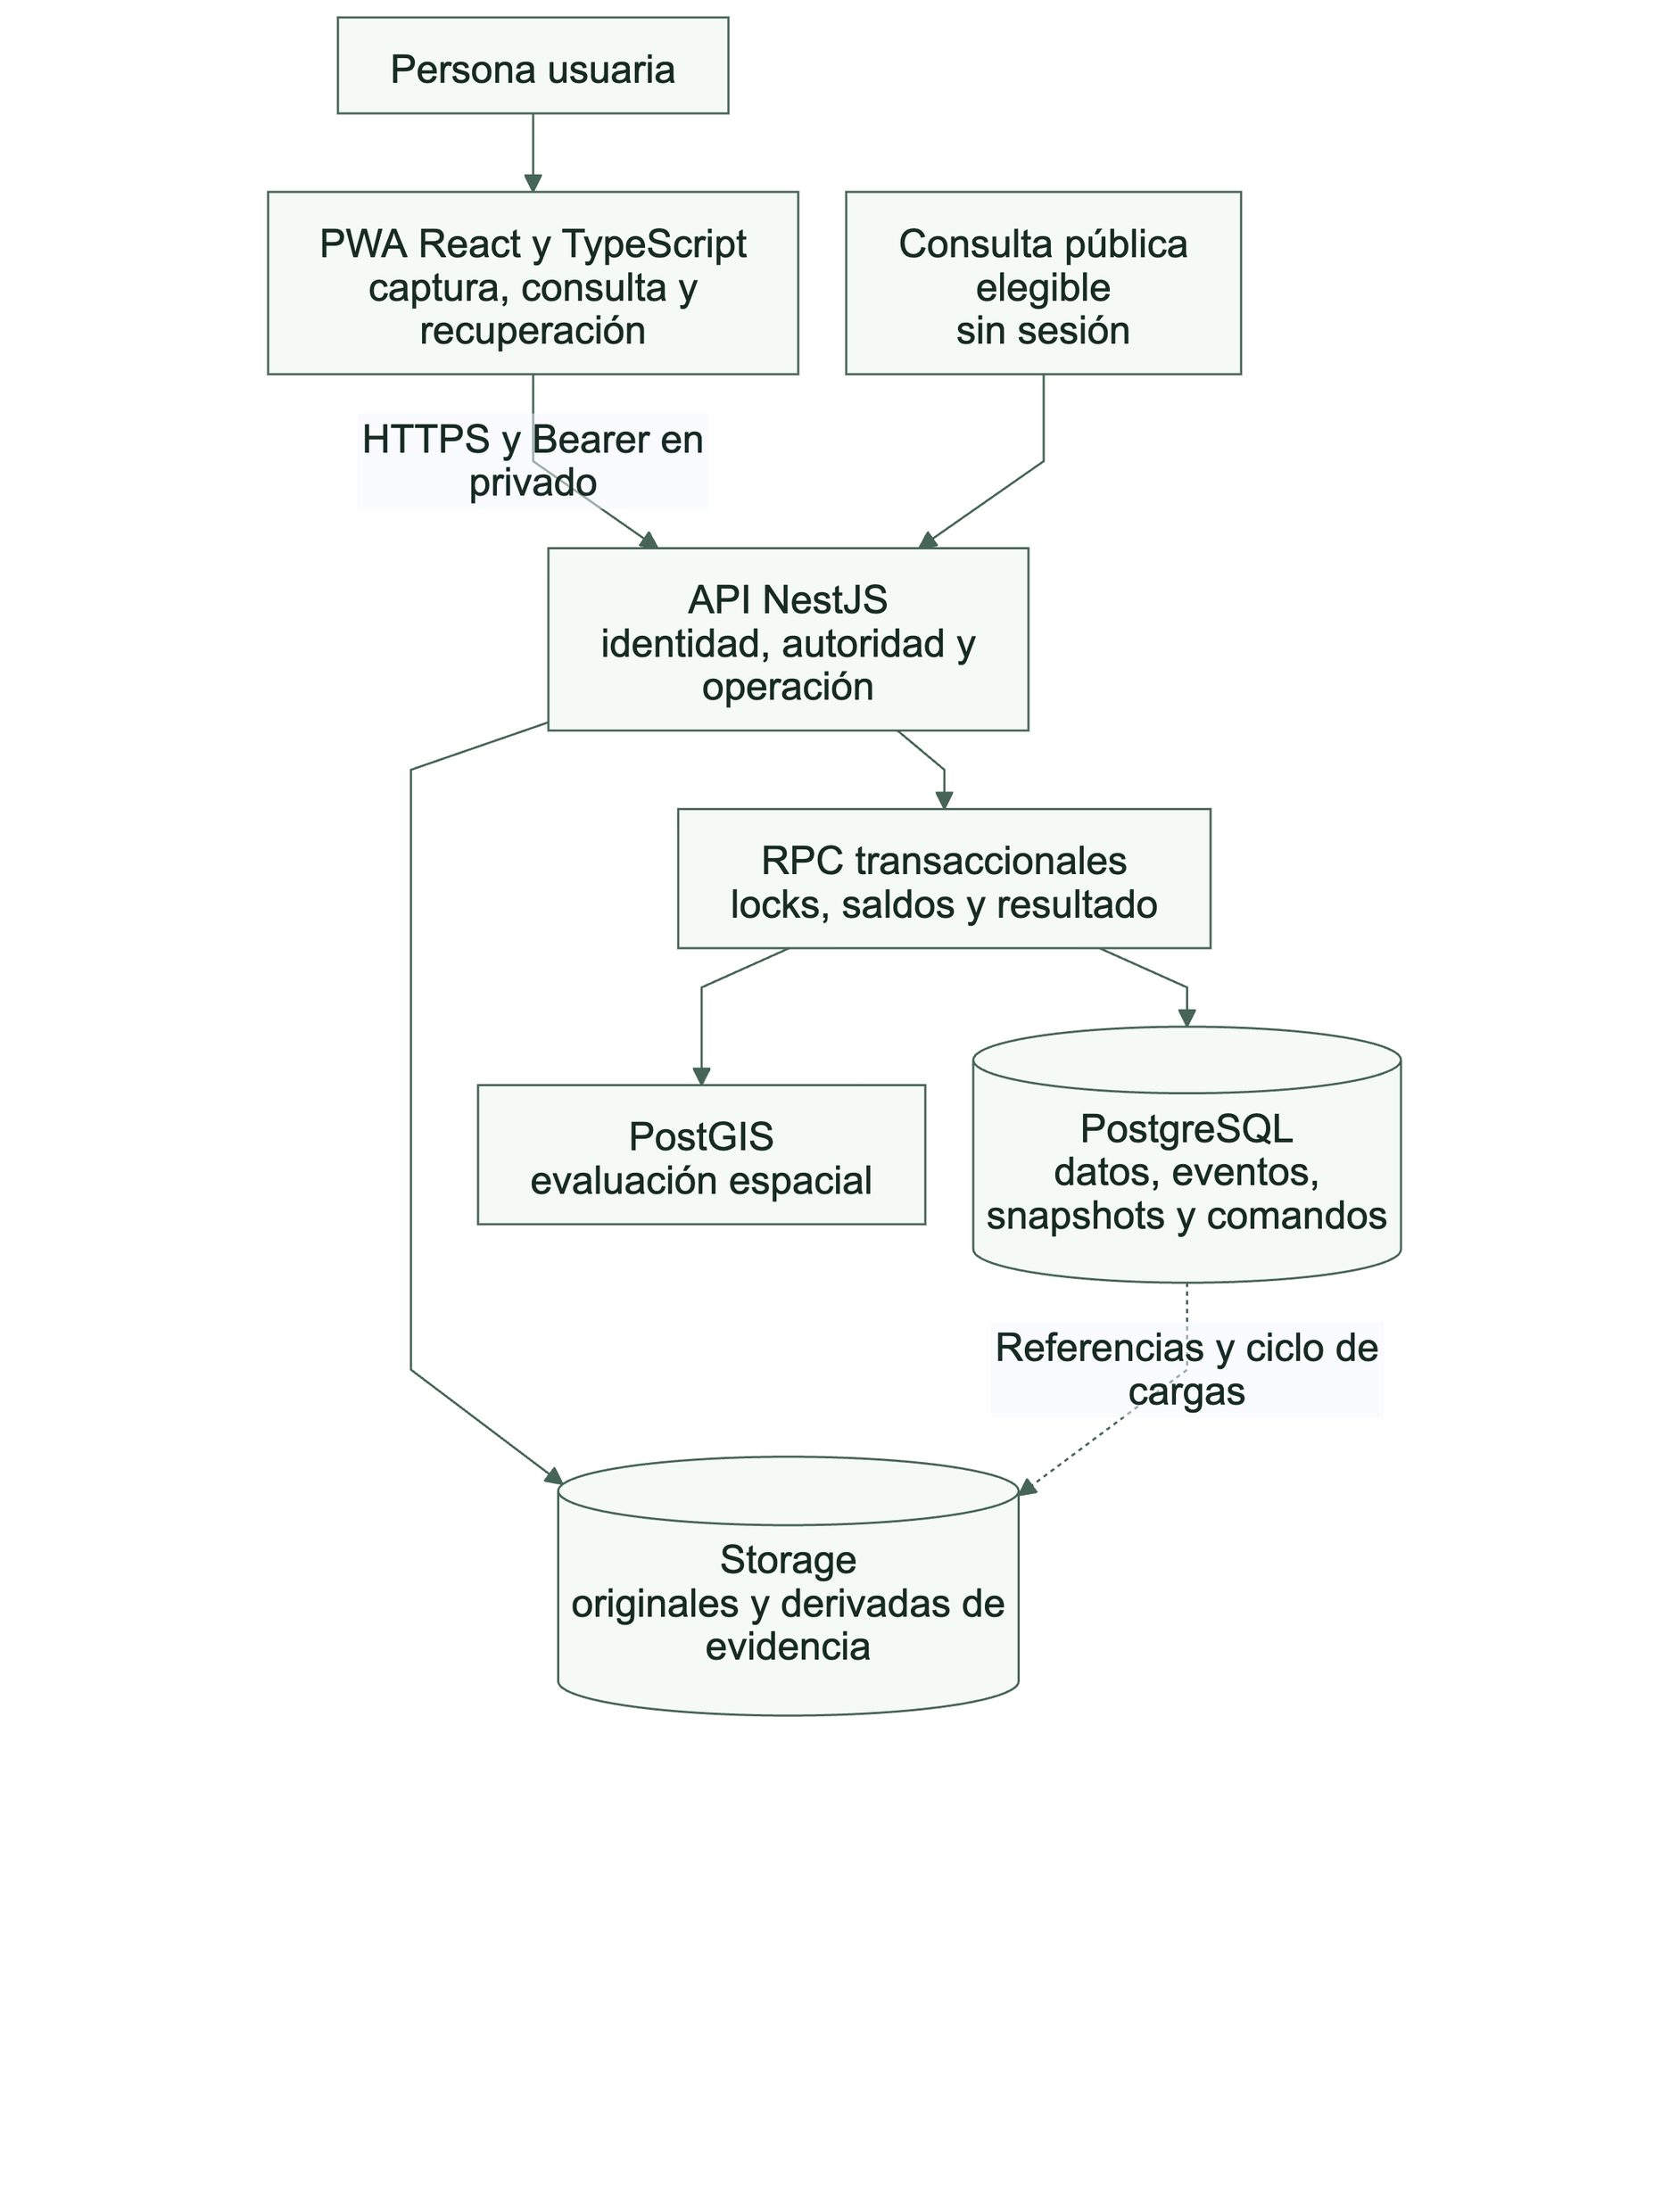 Persona usuaria
PWA React y TypeScript
captura, consulta y
recuperación
Consulta pública
elegible
sin sesión
HTTPS y Bearer en
privado
API NestJS
identidad, autoridad y
operación
RPC transaccionales
locks, saldos y resultado
PostGIS
evaluación espacial
PostgreSQL
datos, eventos,
snapshots y comandos
Referencias y ciclo de
cargas
Storage
originales y derivadas de
evidencia